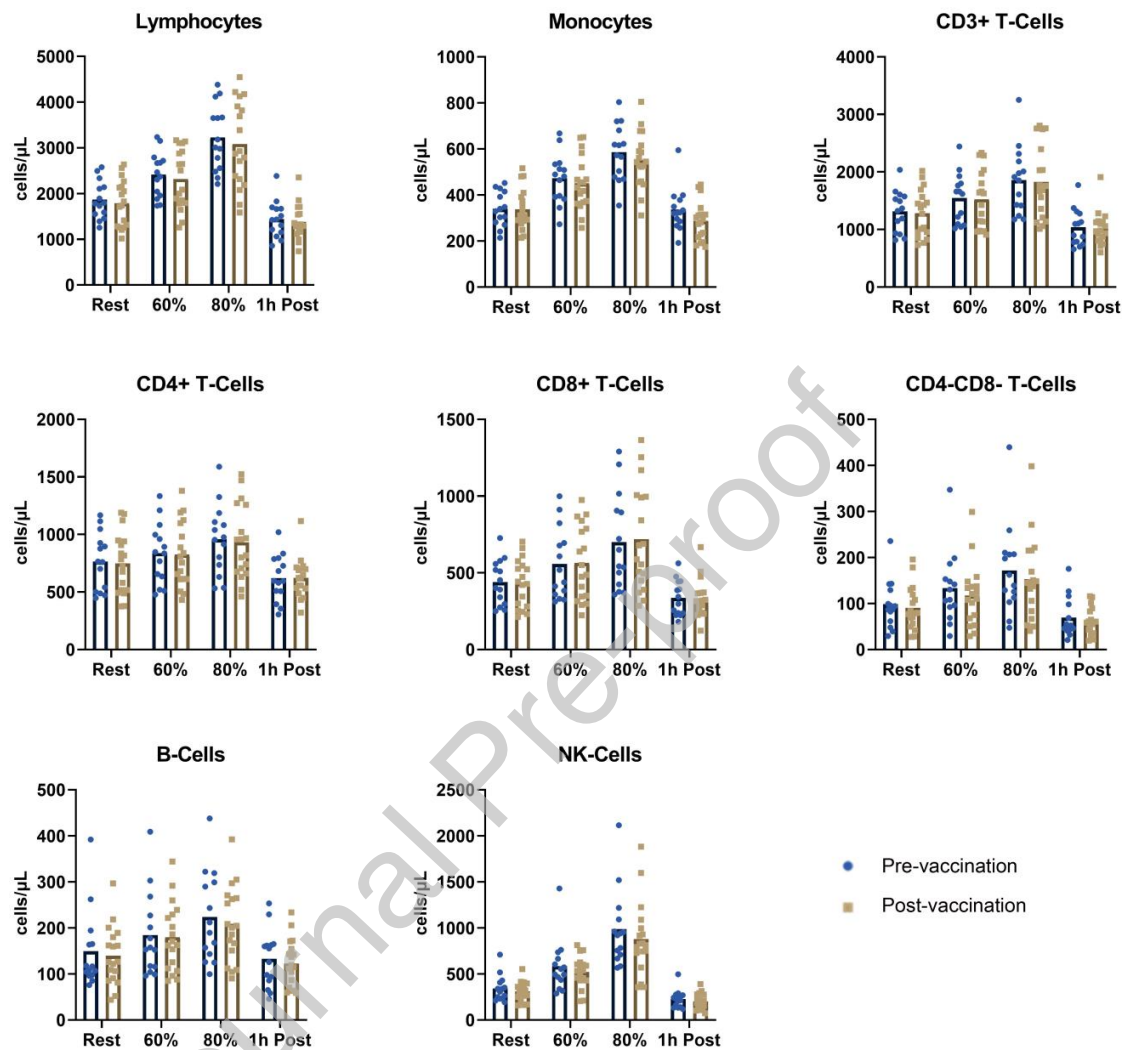 Lymphocytes
5000
4000
3000
2000
1000
0
cells/µL
Rest 60% 80% 1h Post
Monocytes
1000
800
600
400
200
0
cells/µL
Rest 60% 80% 1h Post
CD3+ T-Cells
4000
3000
2000
1000
0
cells/µL
Rest 60% 80% 1h Post
CD4+ T-Cells
2000
1500
1000
500
0
cells/µL
Rest 60% 80% 1h Post
CD8+ T-Cells
1500
1000
500
0
cells/µL
Rest 60% 80% 1h Post
CD4-CD8- T-Cells
500
400
300
200
100
0
cells/µL
Rest 60% 80% 1h Post
B-Cells
500
400
300
200
100
0
cells/µL
Rest 60% 80% 1h Post
NK-Cells
2500
2000
1500
1000
500
0
cells/µL
Rest 60% 80% 1h Post
Pre-vaccination
Post-vaccination
urnal Pre-proof